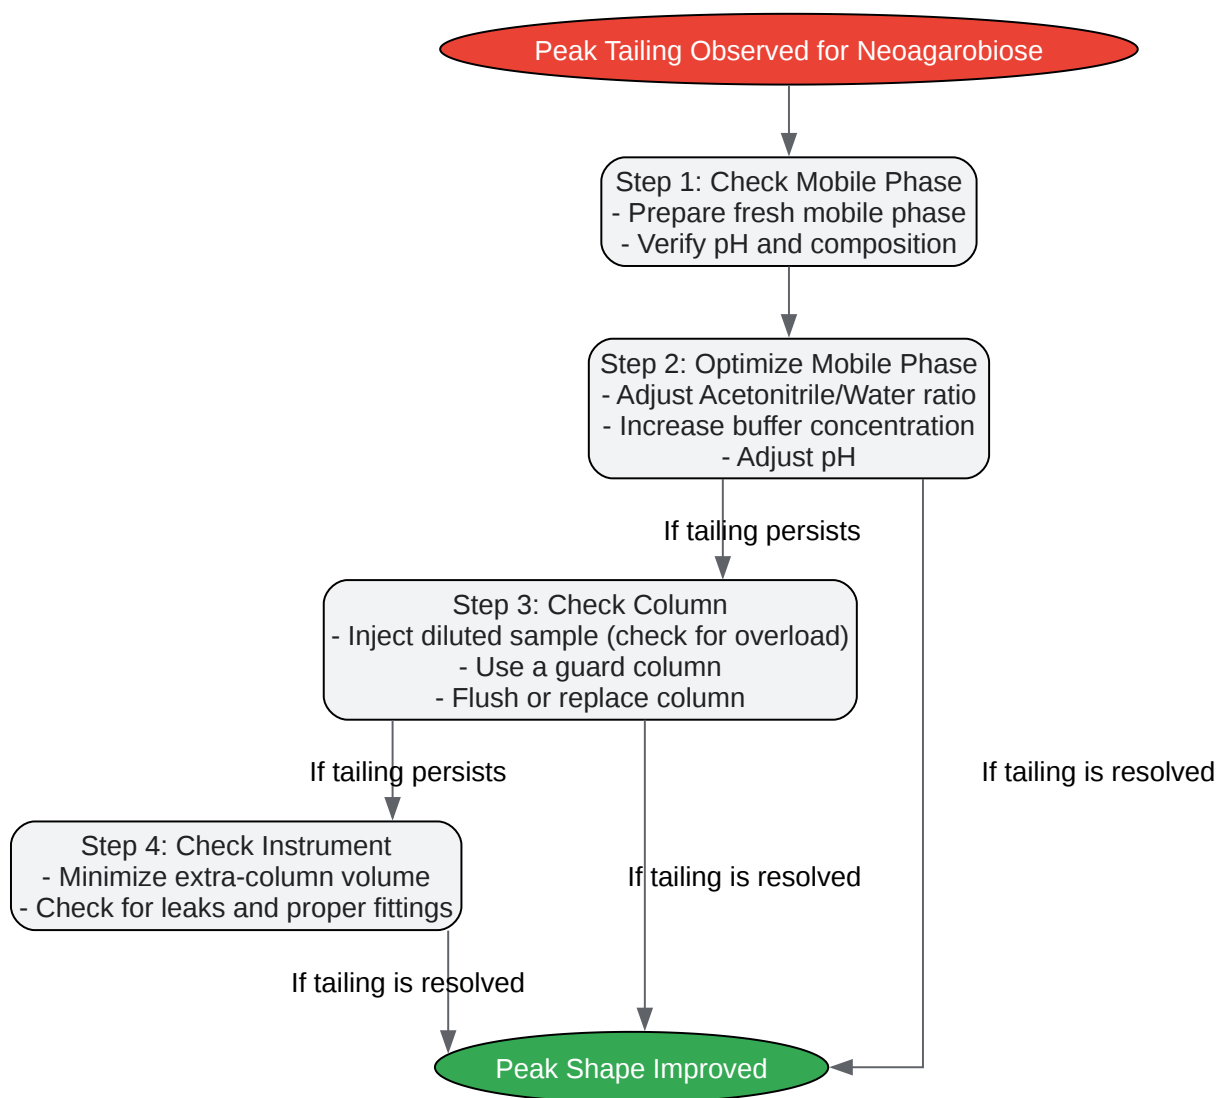 Peak Tailing Observed for Neoagarobiose
Step 1: Check Mobile Phase
- Prepare fresh mobile phase
- Verify pH and composition
Step 2: Optimize Mobile Phase
- Adjust Acetonitrile/Water ratio
- Increase buffer concentration
- Adjust pH
If tailing persists
Step 3: Check Column
- Inject diluted sample (check for overload)
- Use a guard column
- Flush or replace column
If tailing persists
If tailing is resolved
Step 4: Check Instrument
- Minimize extra-column volume
- Check for leaks and proper fittings
If tailing is resolved
If tailing is resolved
Peak Shape Improved